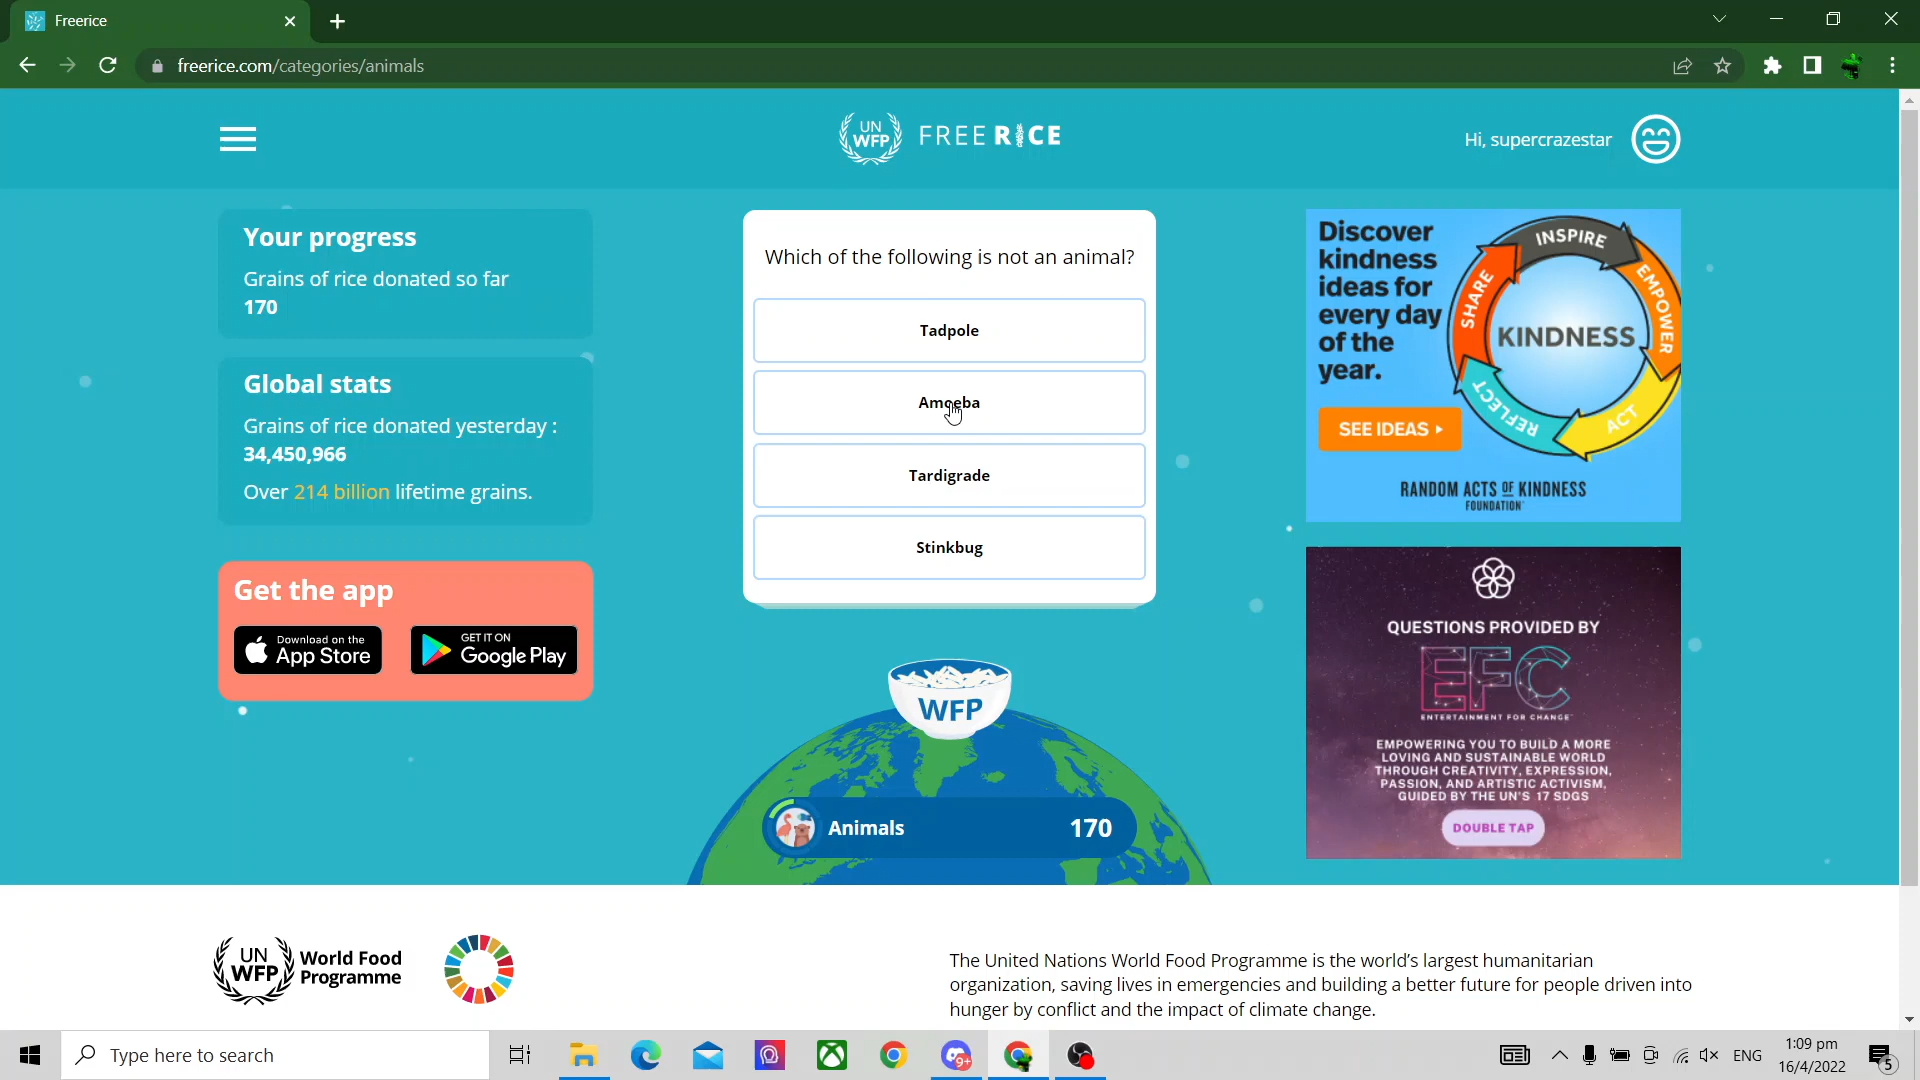 Freerice
freerice.com/categories/animals
UN
WFP
FREERICE
Hi, supercrazestar
Your progress
Grains of rice donated so far
170
Global stats
Grains of rice donated yesterday :
34,450,966
Over 214 billion lifetime grains.
Get the app
Download on the
App Store
GET IT ON
Google Play
Which of the following is not an animal?
Tadpole
Amoeba
Tardigrade
Stinkbug
WFP
Animals
170
Discover
kindness
ideas for
every day
of the
year.
SEE IDEAS
INSPIRE
EMPOWER
ACT
REFLECT
SHARE
KINDNESS
RANDOM ACTS OF KINDNESS
FOUNDATION
QUESTIONS PROVIDED BY
EFC
ENTERTAINMENT FOR CHANGE
EMPOWERING YOU TO BUILD A MORE
LOVING AND SUSTAINABLE WORLD
THROUGH CREATIVITY, EXPRESSION,
PASSION, AND ARTISTIC ACTIVISM,
GUIDED BY THE UN'S 17 SDGS
DOUBLE TAP
UN
WFP
World Food
Programme
The United Nations World Food Programme is the world's largest humanitarian
organization, saving lives in emergencies and building a better future for people driven into
hunger by conflict and the impact of climate change.
Type here to search
9+
ENG
1:09 pm
16/4/2022
5